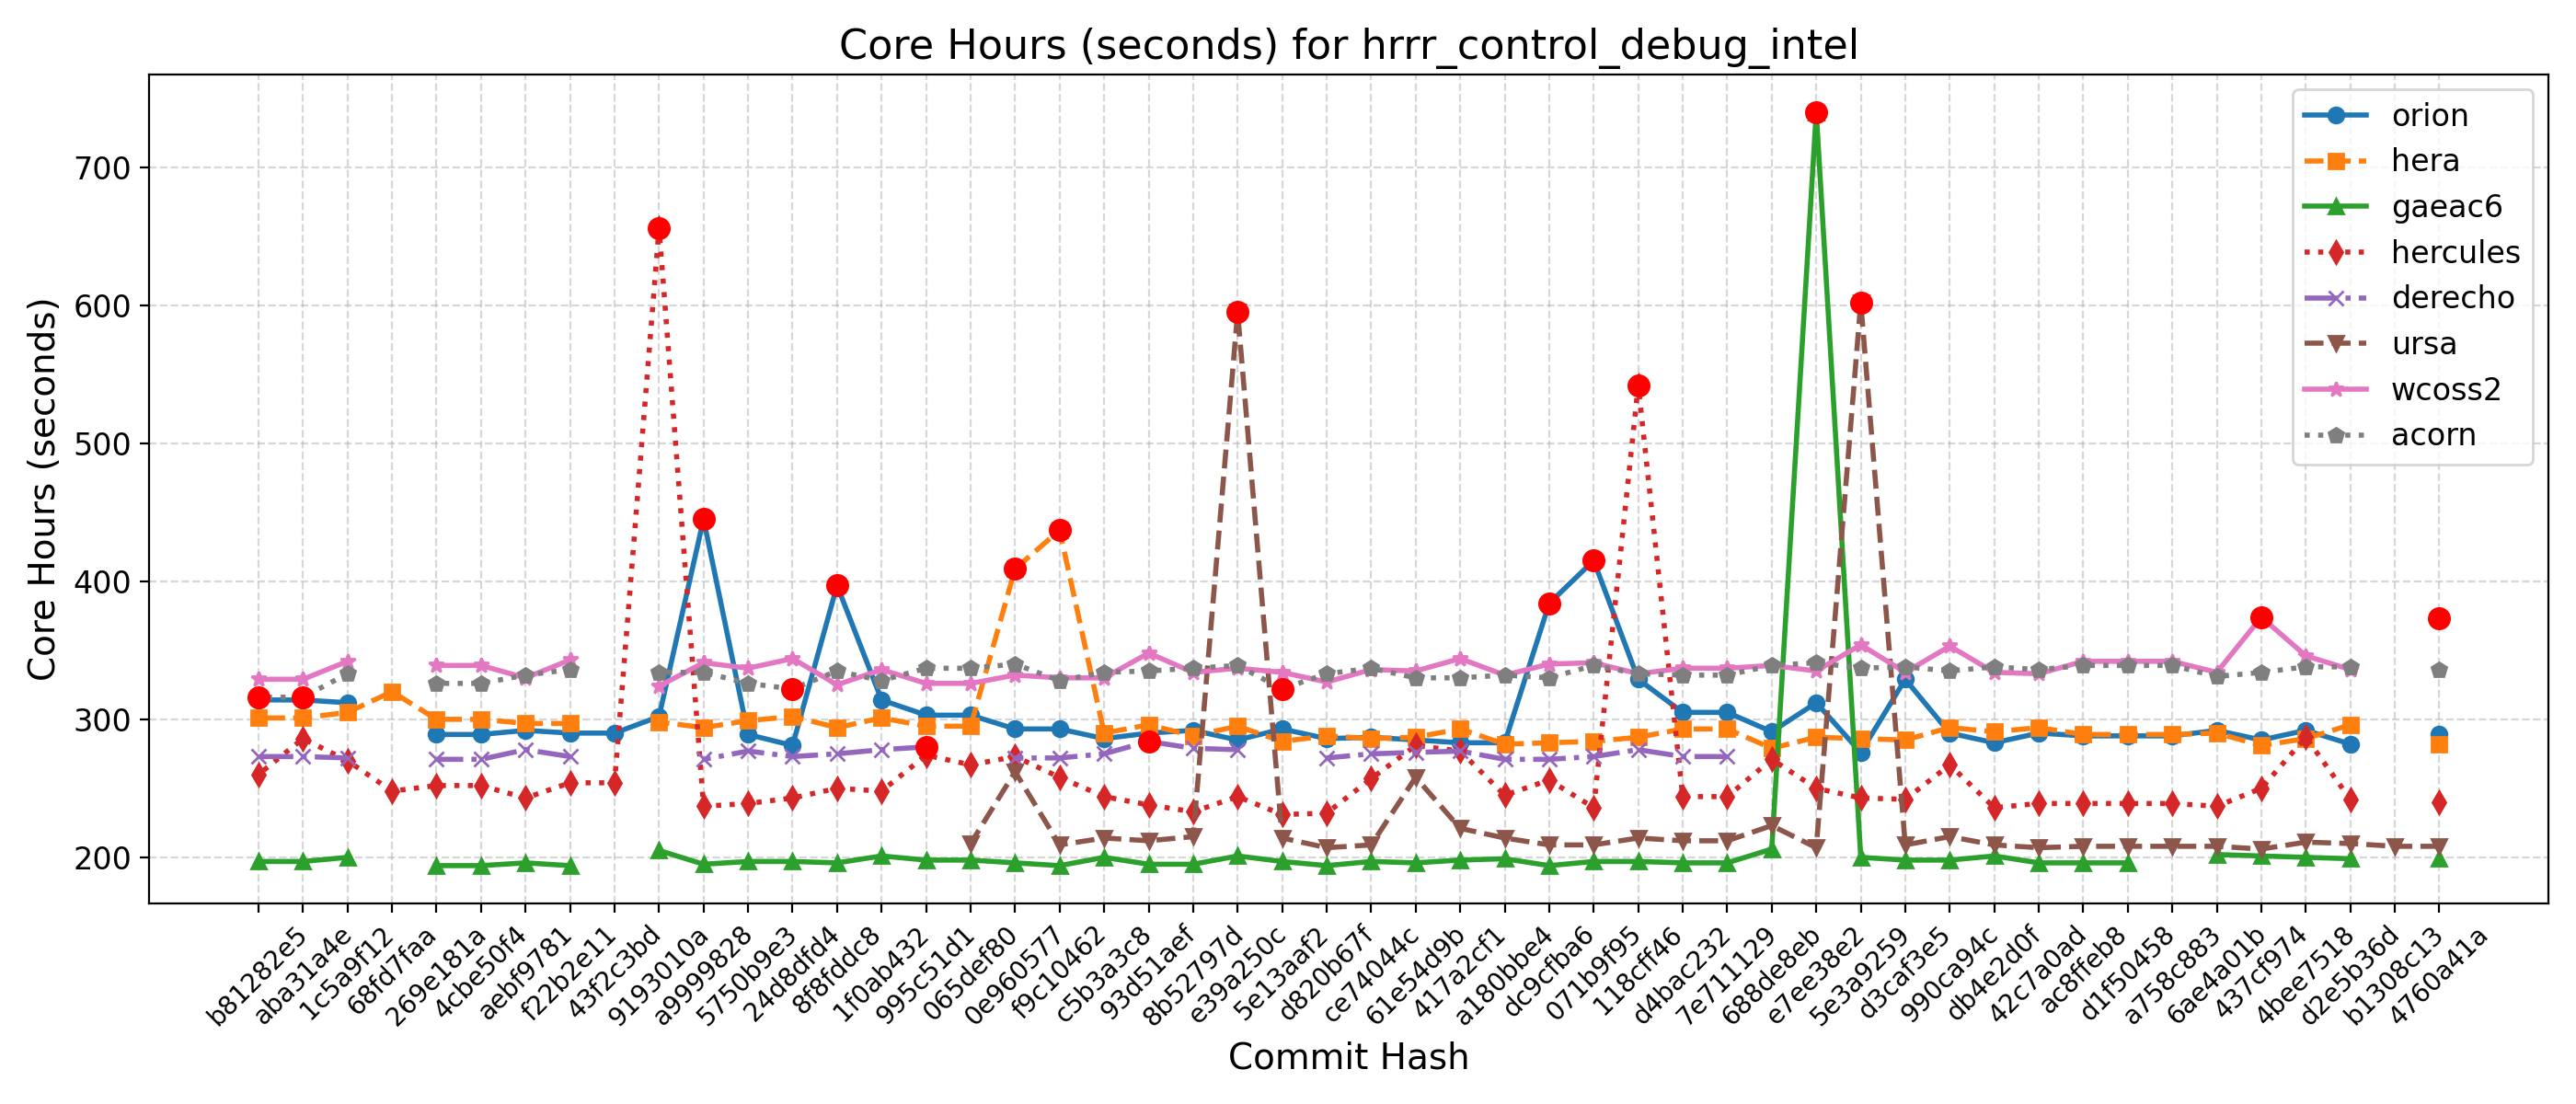 Core Hours (seconds) for hrrr_control_debug_intel
Core Hours (seconds)
700
600
500
400
300
200
orion
hera
gaeac6
hercules
derecho
ursa
wcoss2
acorn
b81282e5
aba31a4e
1c5a9f12
68fd7faa
269e181a
4cbe50f4
aebf9781
f22b2e11
43f2c3bd
9193010a
a9999828
5750b9e3
24d8dfd4
8f8fddc8
1f0ab432
995c51d1
065def80
0e960577
f9c10462
c5b3a3c8
93d51aef
8b52797d
e39a250c
5e13aaf2
d820b67f
ce74044c
61e54d9b
417a2cf1
a180bbe4
dc9cfba6
071b9f95
118cff46
d4bac232
7e711129
688de8eb
e7ee38e2
5e3a9259
d3caf3e5
990ca94c
db4e2d0f
42c7a0ad
ac8ffeb8
d1f50458
a758c883
6ae4a01b
437cf974
4bee7518
d2e5b36d
b1308c13
4760a41a
Commit Hash